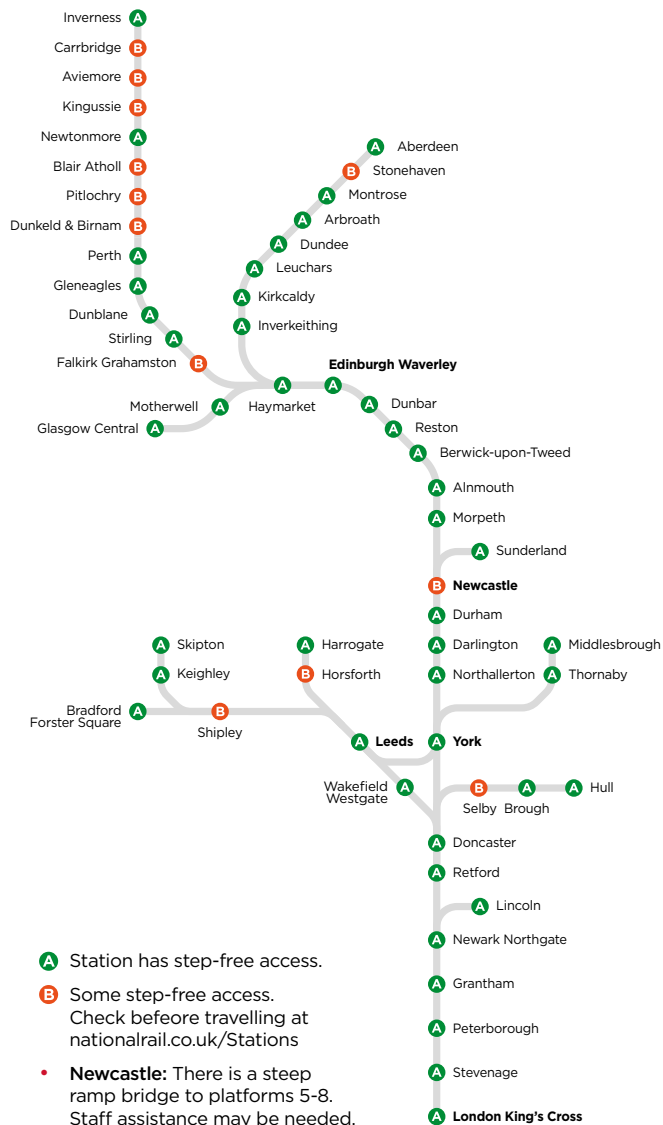 Inverness A
Carrbridge B
Aviemore B
Kingussie B
Newtonmore A
Blair Atholl B
Pitlochry B
Dunkeld & Birnam B
Perth A
Gleneagles A
Dunblane A
Stirling A
Falkirk Grahamston B
A Aberdeen
B Stonehaven
A Montrose
A Arbroath
A Dundee
A Leuchars
A Kirkcaldy
A Inverkeithing
Motherwell A
Glasgow Central A
A Haymarket
A Edinburgh Waverley
A Dunbar
A Reston
A Berwick-upon-Tweed
A Alnmouth
A Morpeth
A Sunderland
B Newcastle
A Durham
A Darlington
A Northallerton
A Middlesbrough
A Thornaby
A Skipton
A Keighley
Bradford
Forster Square A
B Shipley
A Harrogate
B Horsforth
A Leeds
A York
Wakefield
Westgate A
B Selby
A Brough
A Hull
A Doncaster
A Retford
A Lincoln
A Newark Northgate
A Grantham
A Peterborough
A Stevenage
A London King's Cross
A Station has step-free access.
B Some step-free access.
Check befeore travelling at
nationalrail.co.uk/Stations
• Newcastle: There is a steep
ramp bridge to platforms 5-8.
Staff assistance may be needed.